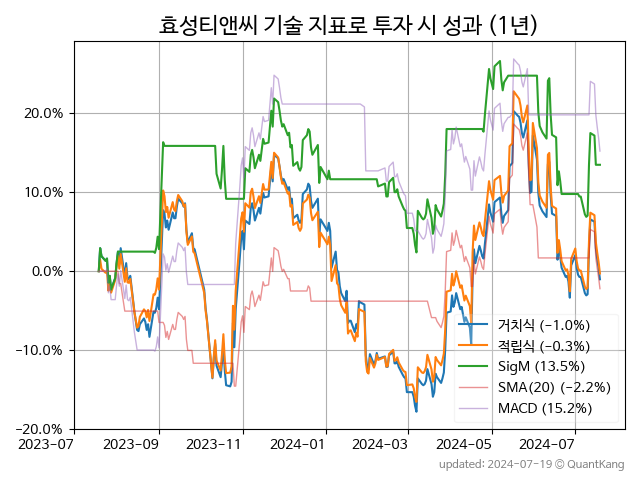 효성티앤씨 기술 지표로 투자 시 성과 (1년)
20.0%
10.0%
0.0%
−10.0%
−20.0%
2023-07
2023-09
2023-11
2024-01
2024-03
2024-05
2024-07
거치식 (−1.0%)
적립식 (−0.3%)
SigM (13.5%)
SMA(20) (−2.2%)
MACD (15.2%)
updated: 2024-07-19 © QuantKang